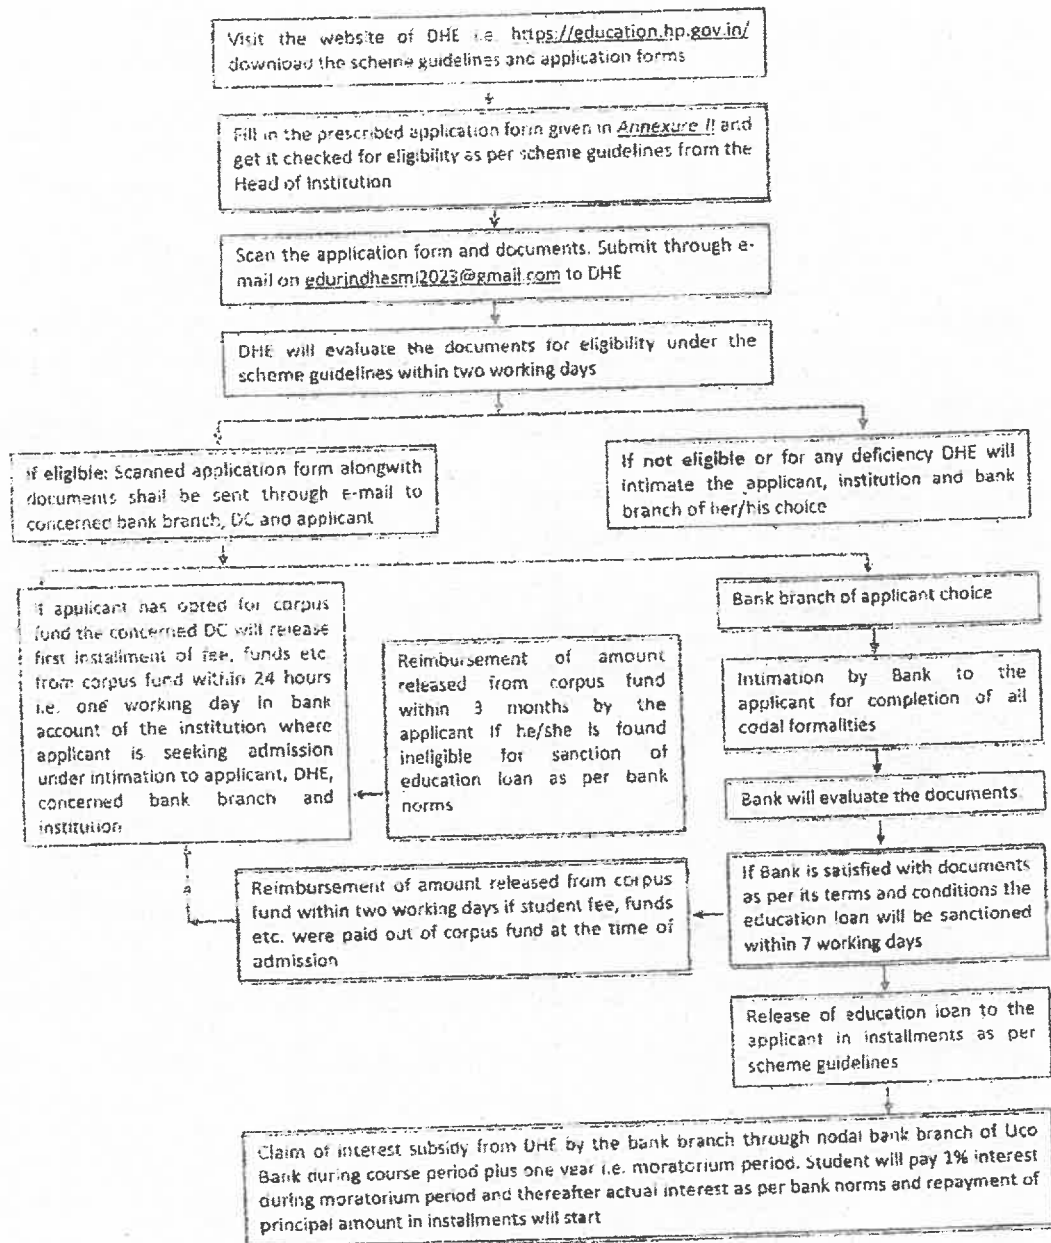 Visit the website of DHE i.e. https://education.hp.gov.in/
download the scheme guidelines and application forms
Fill in the prescribed application form given in Annexure II and
get it checked for eligibility as per scheme guidelines from the
Head of Institution
Scan the application form and documents. Submit through e-
mail on edurindhesmi2023@gmail.com to DHE
DHE will evaluate the documents for eligibility under the
scheme guidelines within two working days
If eligible: Scanned application form alongwith
documents shall be sent through e-mail to
concerned bank branch, DC and applicant
If not eligible or for any deficiency DHE will
intimate the applicant, institution and bank
branch of her/his choice
If applicant has opted for corpus
fund the concerned DC will release
first installment of fee, funds etc
from corpus fund within 24 hours
i.e. one working day in bank
account of the institution where
applicant is seeking admission
under intimation to applicant, DHE,
concerned bank branch and
institution
Reimbursement of amount
released from corpus fund
within 3 months by the
applicant if he/she is found
ineligible for sanction of
education loan as per bank
norms
Bank branch of applicant choice
Intimation by Bank to the
applicant for completion of all
codal formalities
Bank will evaluate the documents
If Bank is satisfied with documents
as per its terms and conditions the
education loan will be sanctioned
within 7 working days
Reimbursement of amount released from corpus
fund within two working days if student fee, funds
etc. were paid out of corpus fund at the time of
admission
Release of education loan to the
applicant in installments as per
scheme guidelines
Claim of interest subsidy from DHE by the bank branch through nodal bank branch of Uco
Bank during course period plus one year i.e. moratorium period. Student will pay 1% interest
during moratorium period and thereafter actual interest as per bank norms and repayment of
principal amount in installments will start